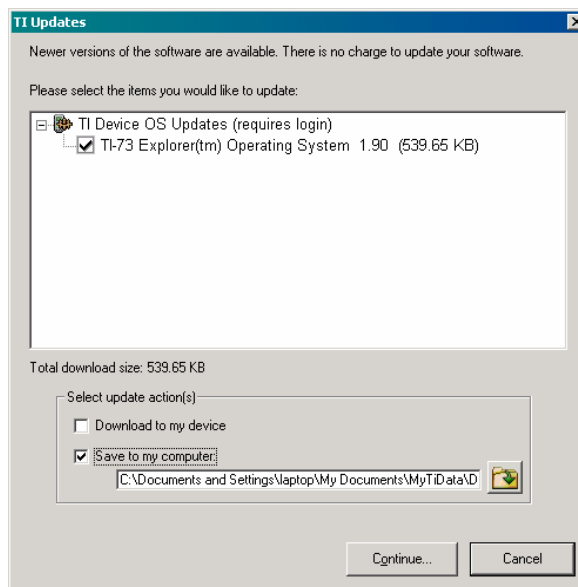 TI Updates
Newer versions of the software are available. There is no charge to update your software.
Please select the items you would like to update:
TI Device OS Updates (requires login)
TI-73 Explorer(tm) Operating System 1.90 (539.65 KB)
Total download size: 539.65 KB
Select update action(s)
Download to my device
Save to my computer:
C:\Documents and Settings\laptop\My Documents\MyTiData\D
Continue...
Cancel